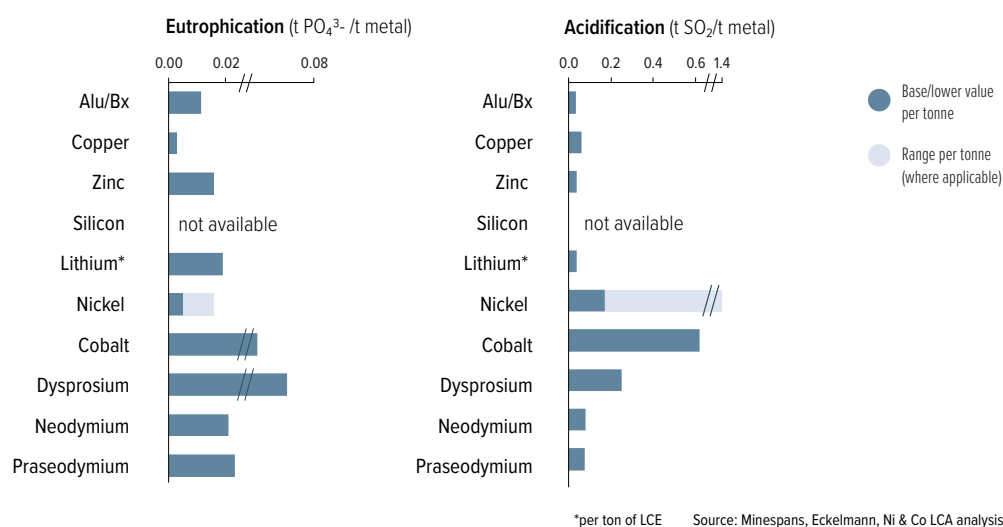 Eutrophication (t PO₄³- /t metal)
0.00 0.02 0.08
Alu/Bx
Copper
Zinc
Silicon not available
Lithium*
Nickel
Cobalt
Dysprosium
Neodymium
Praseodymium
Acidification (t SO₂/t metal)
0.0 0.2 0.4 0.6 1.4
Alu/Bx
Copper
Zinc
Silicon not available
Lithium*
Nickel
Cobalt
Dysprosium
Neodymium
Praseodymium
Base/lower value
per tonne
Range per tonne
(where applicable)
*per ton of LCE Source: Minespans, Eckelmann, Ni & Co LCA analysis